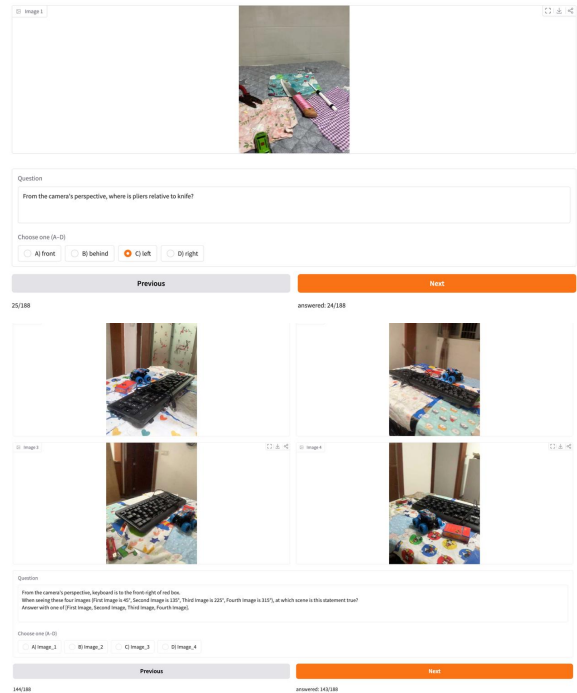 Image 1
Question
From the camera's perspective, where is pliers relative to knife?
Choose one (A–D)
A) front
B) behind
C) left
D) right
Previous
Next
25/188
answered: 24/188
Image 3
Image 4
Question
From the camera's perspective, keyboard is to the front-right of red box.
When seeing these four images (First Image is 45°, Second Image is 135°, Third Image is 225°, Fourth Image is 315°), at which scene is this statement true?
Answer with one of [First Image, Second Image, Third Image, Fourth Image].
Choose one (A–D)
A) Image_1
B) Image_2
C) Image_3
D) Image_4
Previous
Next
144/188
answered: 143/188